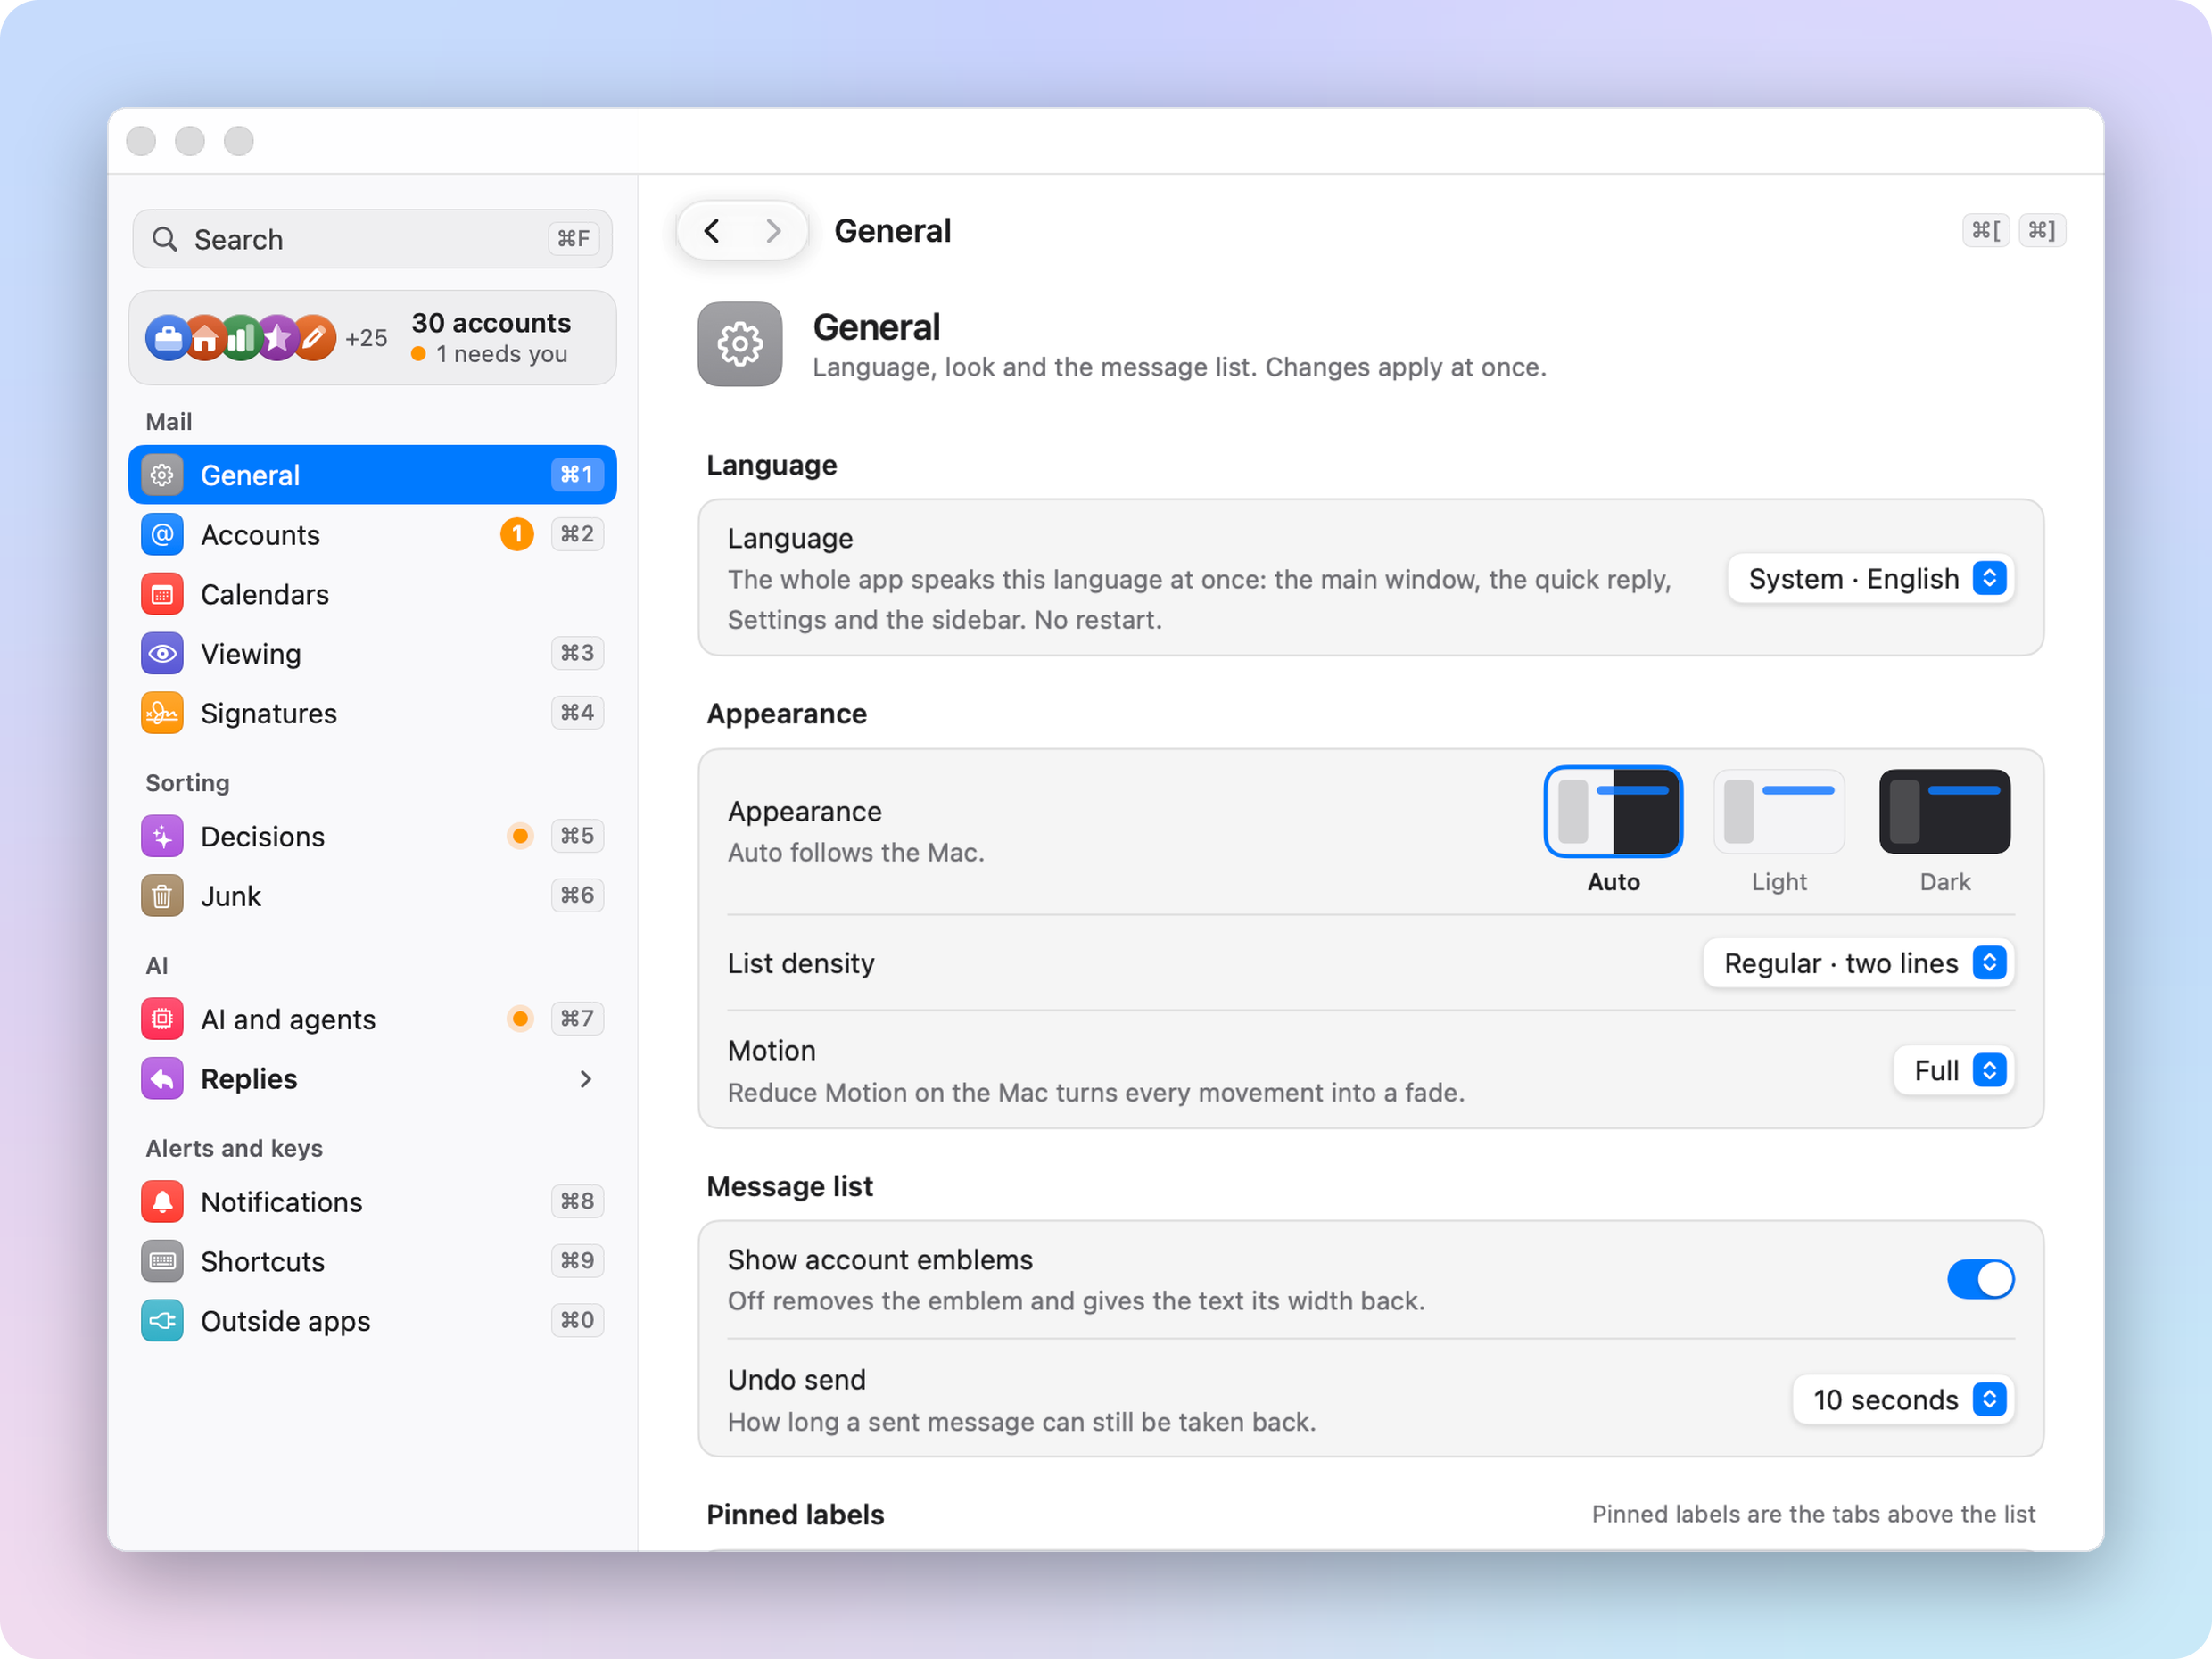 Search ⌘F
+25
30 accounts
1 needs you
Mail
General ⌘1
Accounts 1 ⌘2
Calendars
Viewing ⌘3
Signatures ⌘4
Sorting
Decisions ⌘5
Junk ⌘6
AI
AI and agents ⌘7
Replies
Alerts and keys
Notifications ⌘8
Shortcuts ⌘9
Outside apps ⌘0
General ⌘[ ⌘]
General
Language, look and the message list. Changes apply at once.
Language
Language
The whole app speaks this language at once: the main window, the quick reply,
Settings and the sidebar. No restart.
System · English
Appearance
Appearance
Auto follows the Mac.
Auto Light Dark
List density Regular · two lines
Motion
Reduce Motion on the Mac turns every movement into a fade.
Full
Message list
Show account emblems
Off removes the emblem and gives the text its width back.
Undo send
How long a sent message can still be taken back.
10 seconds
Pinned labels Pinned labels are the tabs above the list